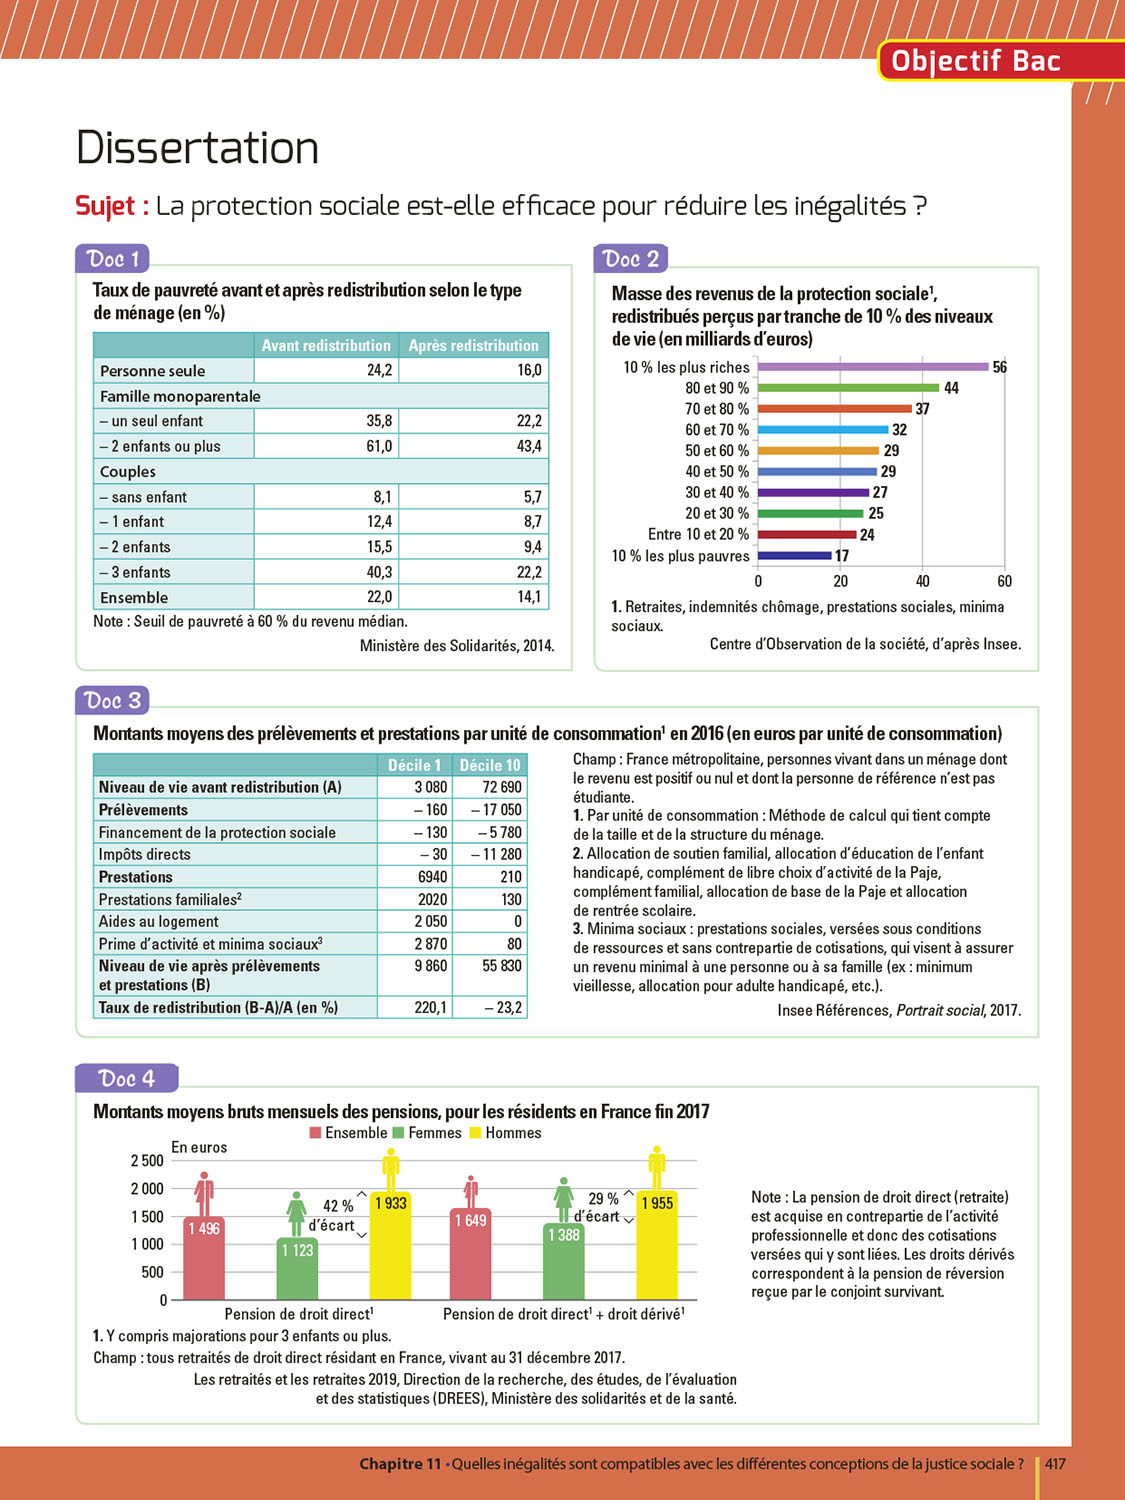 Objectif Bac
Dissertation
Sujet : La protection sociale est-elle efficace pour réduire les inégalités ?
Doc 1
Taux de pauvreté avant et après redistribution selon le type
de ménage (en %)
Avant redistribution Après redistribution
Personne seule 24,2 16,0
Famille monoparentale
– un seul enfant 35,8 22,2
– 2 enfants ou plus 61,0 43,4
Couples
– sans enfant 8,1 5,7
– 1 enfant 12,4 8,7
– 2 enfants 15,5 9,4
– 3 enfants 40,3 22,2
Ensemble 22,0 14,1
Note : Seuil de pauvreté à 60 % du revenu médian.
Ministère des Solidarités, 2014.
Doc 2
Masse des revenus de la protection sociale¹,
redistribués perçus par tranche de 10 % des niveaux
de vie (en milliards d'euros)
10 % les plus riches 56
80 et 90 % 44
70 et 80 % 37
60 et 70 % 32
50 et 60 % 29
40 et 50 % 29
30 et 40 % 27
20 et 30 % 25
Entre 10 et 20 % 24
10 % les plus pauvres 17
0 20 40 60
1. Retraites, indemnités chômage, prestations sociales, minima
sociaux.
Centre d'Observation de la société, d'après Insee.
Doc 3
Montants moyens des prélèvements et prestations par unité de consommation¹ en 2016 (en euros par unité de consommation)
Décile 1 Décile 10
Niveau de vie avant redistribution (A) 3 080 72 690
Prélèvements – 160 – 17 050
Financement de la protection sociale – 130 – 5 780
Impôts directs – 30 – 11 280
Prestations 6940 210
Prestations familiales² 2020 130
Aides au logement 2 050 0
Prime d'activité et minima sociaux³ 2 870 80
Niveau de vie après prélèvements
et prestations (B) 9 860 55 830
Taux de redistribution (B-A)/A (en %) 220,1 – 23,2
Champ : France métropolitaine, personnes vivant dans un ménage dont
le revenu est positif ou nul et dont la personne de référence n'est pas
étudiante.
1. Par unité de consommation : Méthode de calcul qui tient compte
de la taille et de la structure du ménage.
2. Allocation de soutien familial, allocation d'éducation de l'enfant
handicapé, complément de libre choix d'activité de la Paje,
complément familial, allocation de base de la Paje et allocation
de rentrée scolaire.
3. Minima sociaux : prestations sociales, versées sous conditions
de ressources et sans contrepartie de cotisations, qui visent à assurer
un revenu minimal à une personne ou à sa famille (ex : minimum
vieillesse, allocation pour adulte handicapé, etc.).
Insee Références, Portrait social, 2017.
Doc 4
Montants moyens bruts mensuels des pensions, pour les résidents en France fin 2017
Ensemble Femmes Hommes
En euros
2 500
2 000
1 500
1 000
500
0
1 496
1 123
42 %
d'écart
1 933
1 649
1 388
29 %
d'écart
1 955
Pension de droit direct¹
Pension de droit direct¹ + droit dérivé¹
Note : La pension de droit direct (retraite)
est acquise en contrepartie de l'activité
professionnelle et donc des cotisations
versées qui y sont liées. Les droits dérivés
correspondent à la pension de réversion
reçue par le conjoint survivant.
1. Y compris majorations pour 3 enfants ou plus.
Champ : tous retraités de droit direct résidant en France, vivant au 31 décembre 2017.
Les retraités et les retraites 2019, Direction de la recherche, des études, de l'évaluation
et des statistiques (DREES), Ministère des solidarités et de la santé.
Chapitre 11 • Quelles inégalités sont compatibles avec les différentes conceptions de la justice sociale ? 417